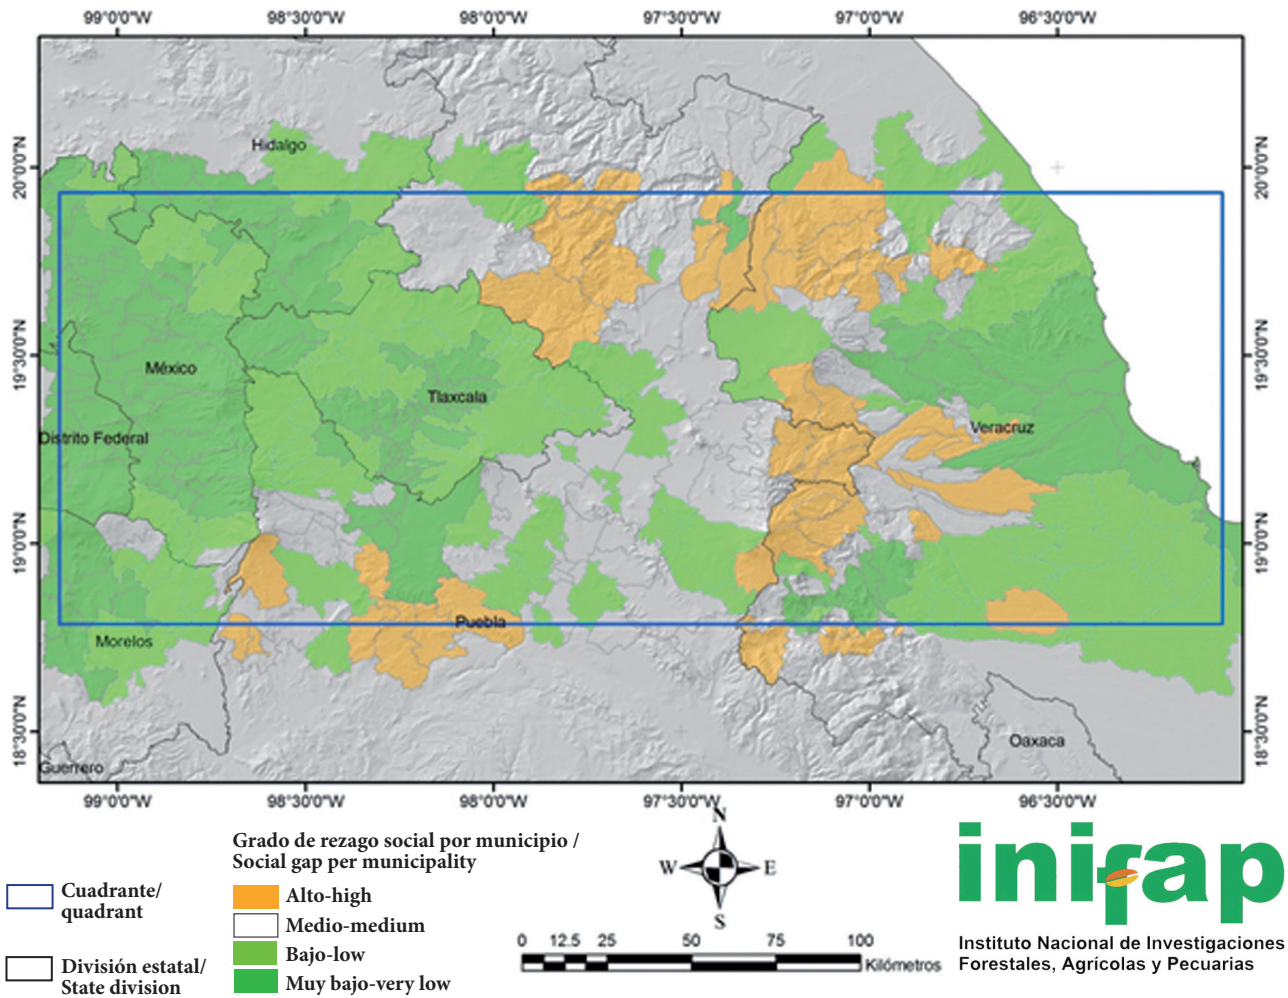 99°0'0"W 98°30'0"W 98°0'0"W 97°30'0"W 97°0'0"W 96°30'0"W
20°0'0"N
19°30'0"N
19°0'0"N
18°30'0"N
20°0'0"N
19°30'0"N
19°0'0"N
18°30'0"N
Hidalgo
México
Tlaxcala
Distrito Federal
Veracruz
Puebla
Morelos
Oaxaca
Guerrero
99°0'0"W 98°30'0"W 98°0'0"W 97°30'0"W 97°0'0"W 96°30'0"W
Cuadrante/
quadrant
División estatal/
State division
Grado de rezago social por municipio /
Social gap per municipality
Alto-high
Medio-medium
Bajo-low
Muy bajo-very low
N
W E
S
0 12.5 25 50 75 100
Kilómetros
inifap
Instituto Nacional de Investigaciones
Forestales, Agrícolas y Pecuarias